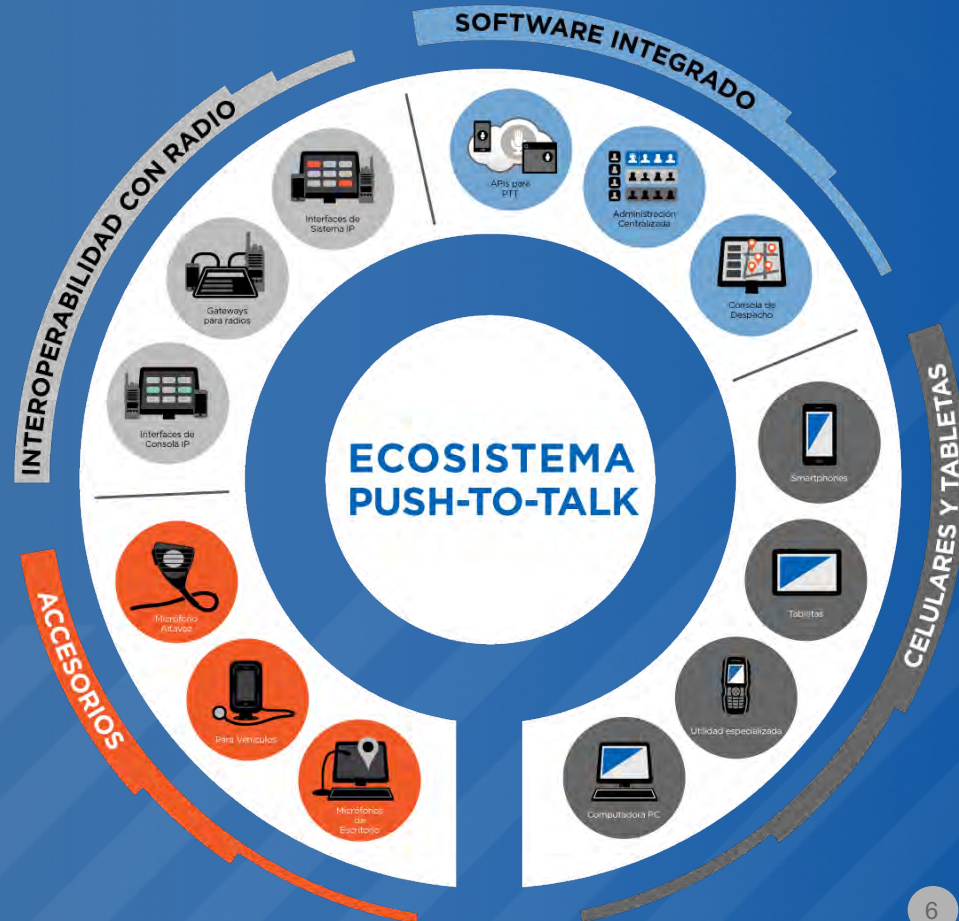 SOFTWARE INTEGRADO
INTEROPERABILIDAD CON RADIO
APIs para
PTT
Administración
Centralizada
Consola de
Despacho
Interfaces de
Sistema IP
Gateways
para radios
Interfaces de
Consola IP
ECOSISTEMA
PUSH-TO-TALK
CELULARES Y TABLETAS
Smartphones
Tabletas
Utilidad especializada
Computadora PC
ACCESORIOS
Micrófono
Altavoz
Para Vehículos
Micrófonos
de
Escritorio
6